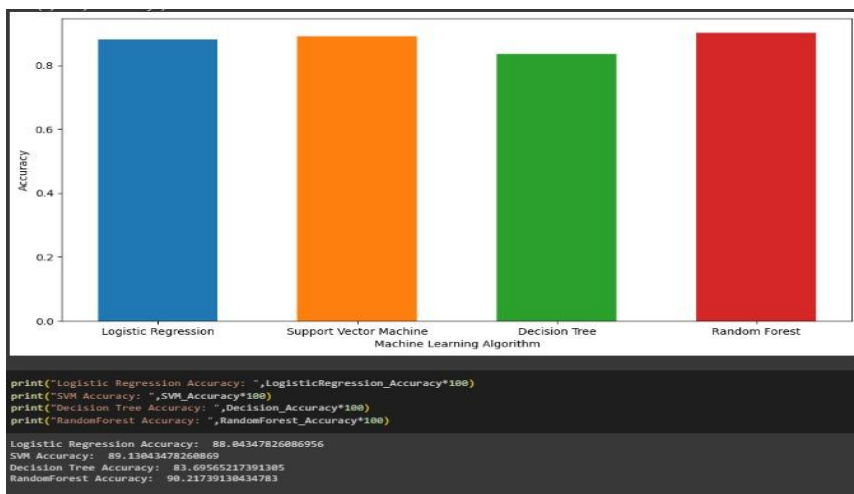 0.8
0.6
0.4
0.2
0.0
Accuracy
Logistic Regression Support Vector Machine Decision Tree Random Forest
Machine Learning Algorithm
print("Logistic Regression Accuracy: ",LogisticRegression_Accuracy*100)
print("SVM Accuracy: ",SVM_Accuracy*100)
print("Decision Tree Accuracy: ",Decision_Accuracy*100)
print("RandomForest Accuracy: ",RandomForest_Accuracy*100)
Logistic Regression Accuracy:  88.04347826086956
SVM Accuracy:  89.13043478260869
Decision Tree Accuracy:  83.69565217391305
RandomForest Accuracy:  90.21739130434783